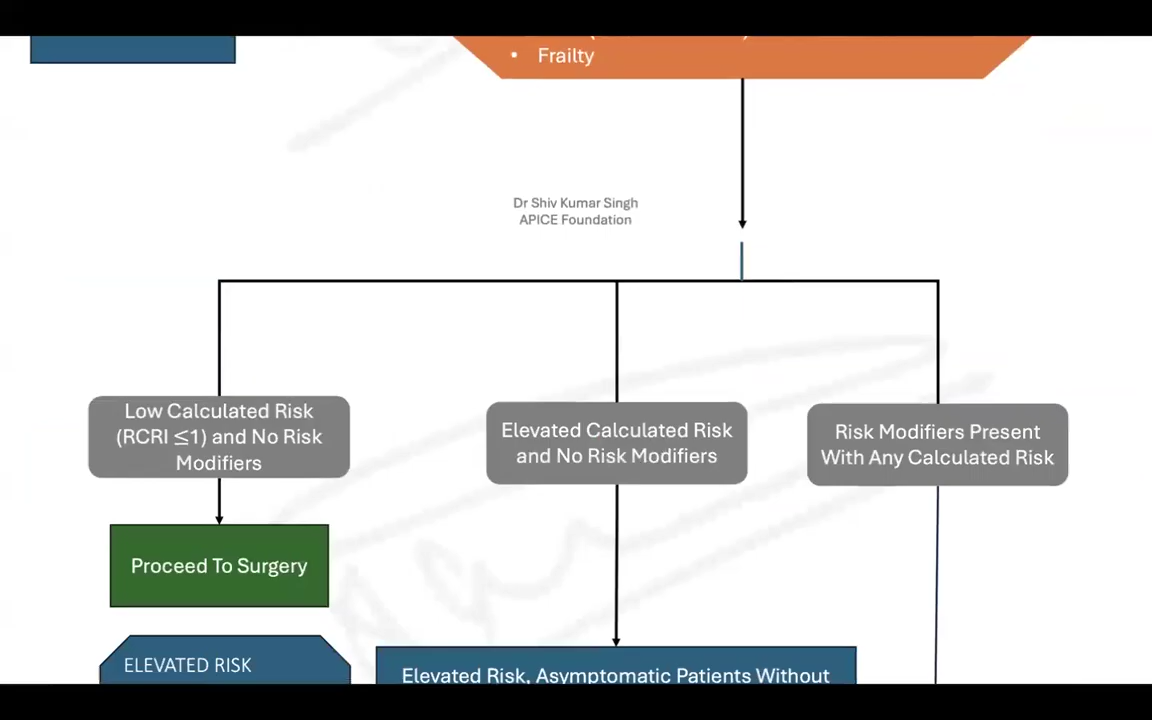 • Frailty
Dr Shiv Kumar Singh
APICE Foundation
Low Calculated Risk
(RCRI ≤1) and No Risk
Modifiers
Elevated Calculated Risk
and No Risk Modifiers
Risk Modifiers Present
With Any Calculated Risk
Proceed To Surgery
ELEVATED RISK
Elevated Risk, Asymptomatic Patients Without